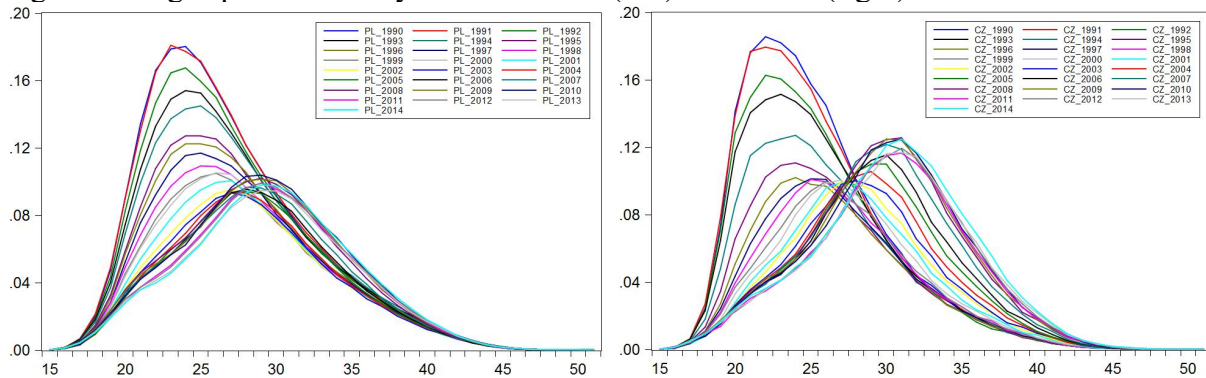 .20
.16
.12
.08
.04
.00
PL_1990 PL_1991 PL_1992
PL_1993 PL_1994 PL_1995
PL_1996 PL_1997 PL_1998
PL_1999 PL_2000 PL_2001
PL_2002 PL_2003 PL_2004
PL_2005 PL_2006 PL_2007
PL_2008 PL_2009 PL_2010
PL_2011 PL_2012 PL_2013
PL_2014
15 20 25 30 35 40 45 50
.20
.16
.12
.08
.04
.00
CZ_1990 CZ_1991 CZ_1992
CZ_1993 CZ_1994 CZ_1995
CZ_1996 CZ_1997 CZ_1998
CZ_1999 CZ_2000 CZ_2001
CZ_2002 CZ_2003 CZ_2004
CZ_2005 CZ_2006 CZ_2007
CZ_2008 CZ_2009 CZ_2010
CZ_2011 CZ_2012 CZ_2013
CZ_2014
15 20 25 30 35 40 45 50